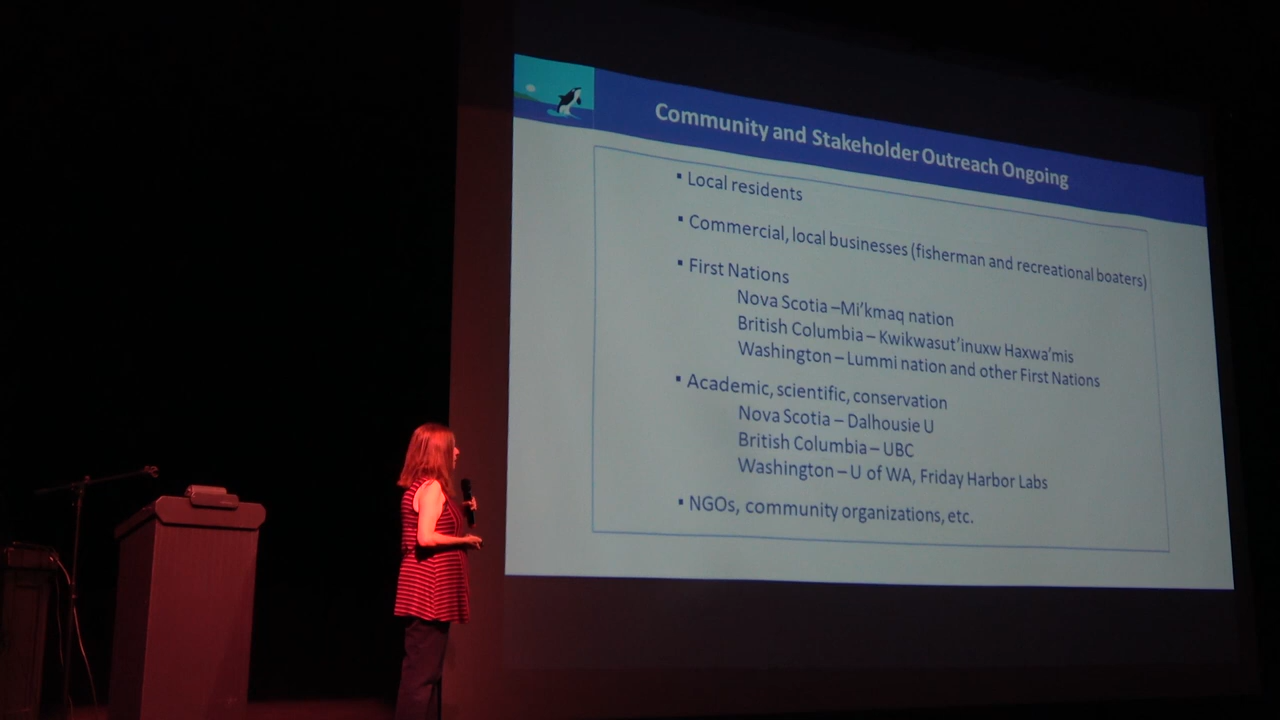 Community and Stakeholder Outreach Ongoing
▪ Local residents
▪ Commercial, local businesses (fisherman and recreational boaters)
▪ First Nations
Nova Scotia –Mi’kmaq nation
British Columbia – Kwikwasut’inuxw Haxwa’mis
Washington – Lummi nation and other First Nations
▪ Academic, scientific, conservation
Nova Scotia – Dalhousie U
British Columbia – UBC
Washington – U of WA, Friday Harbor Labs
▪ NGOs, community organizations, etc.